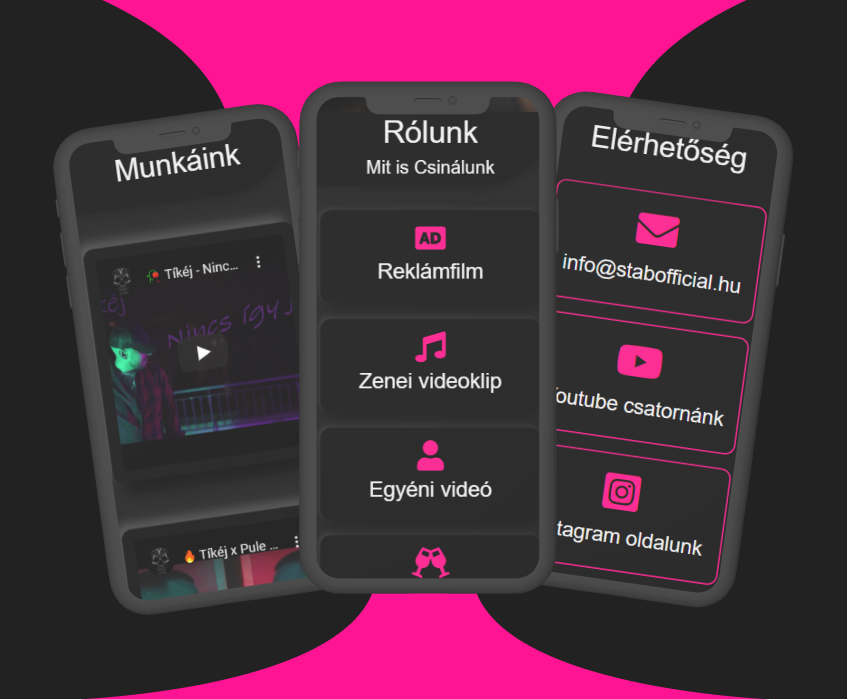 Munkáink
Tíkéj - Ninc...
Nincs így J
Tíkéj x Pule ...
Rólunk
Mit is Csinálunk
AD
Reklámfilm
Zenei videoklip
Egyéni videó
Elérhetőség
info@stabofficial.hu
outube csatornánk
tagram oldalunk